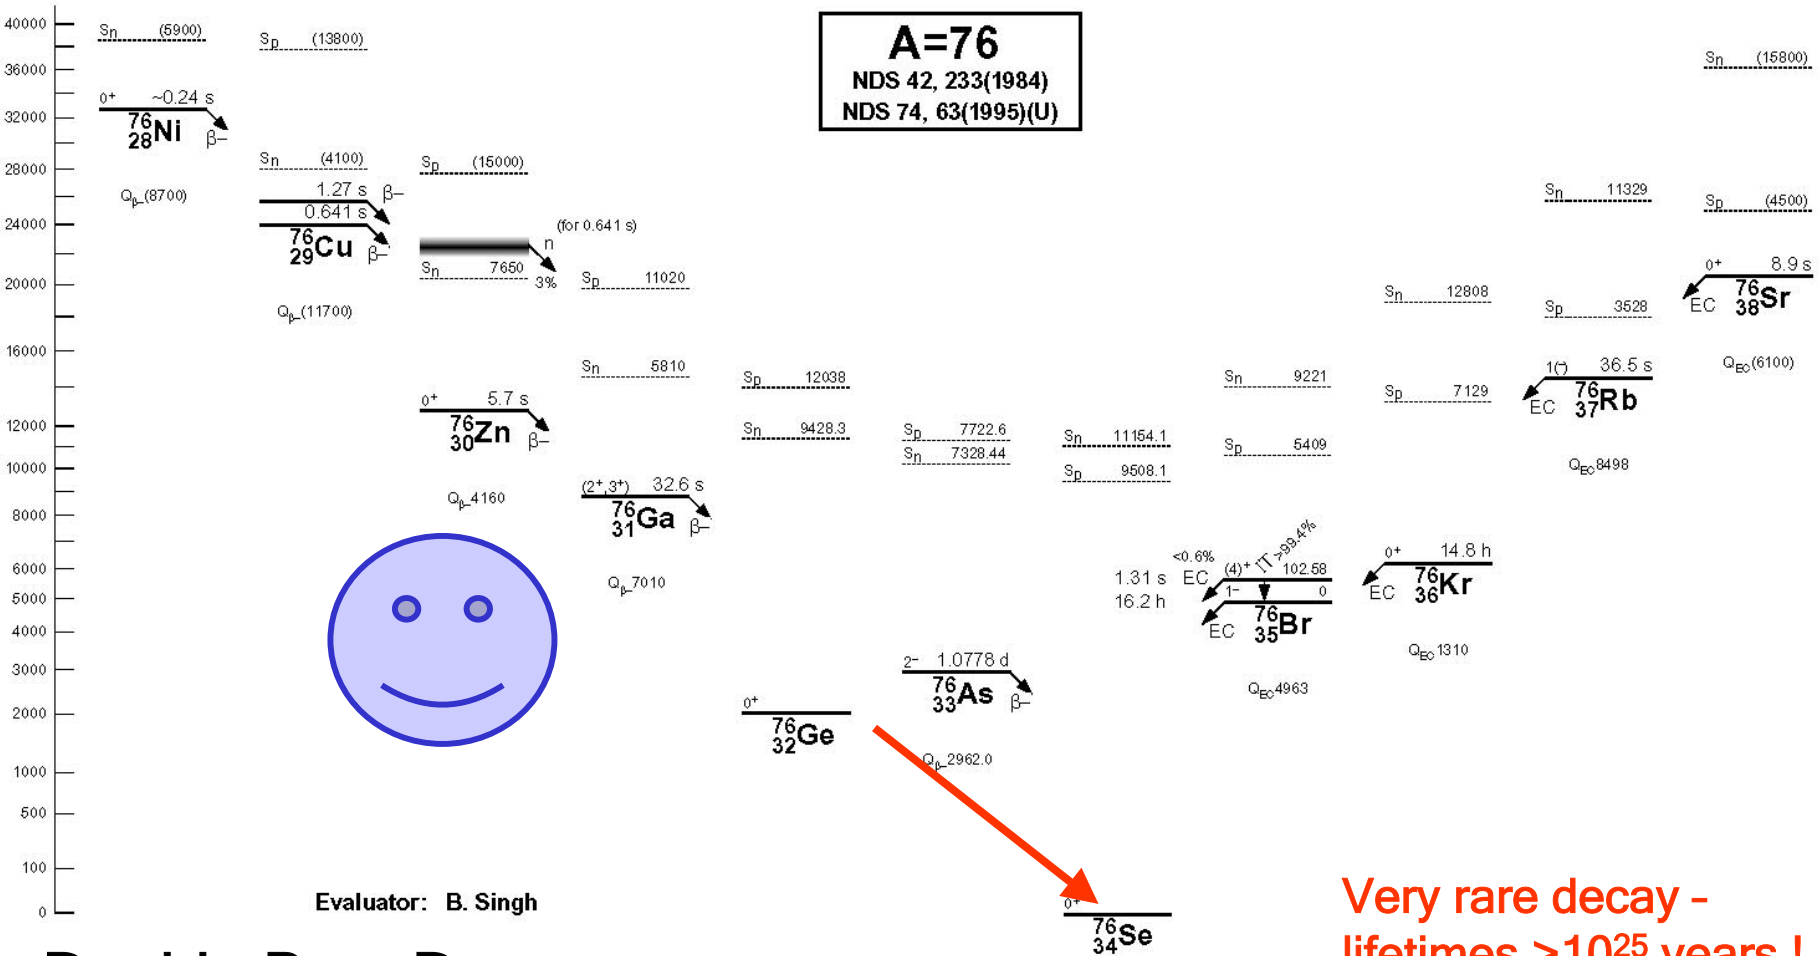 A=76
NDS 42, 233(1984)
NDS 74, 63(1995)(U)
40000
36000
32000
28000
24000
20000
16000
12000
10000
8000
6000
5000
4000
3000
2000
1000
500
100
0
Sn (5900)
0+ ~0.24 s
76 28 Ni β−
Qβ−(8700)
Sp (13800)
Sn (4100)
1.27 s β−
0.641 s
76 29 Cu β−
Qβ−(11700)
Sp (15000)
(for 0.641 s)
n
Sn 7650
3%
0+ 5.7 s
76 30 Zn β−
Qβ−4160
Sp 11020
Sn 5810
(2+,3+) 32.6 s
76 31 Ga β−
Qβ−7010
Sp 12038
Sn 9428.3
0+
76 32 Ge
Sp 7722.6
Sn 7328.44
2− 1.0778 d
76 33 As β−
Qβ−2962.0
Sn 11154.1
Sp 9508.1
0+
76 34 Se
Sn 9221
Sp 5409
<0.6% IT >99.4%
1.31 s EC (4)+ 102.58
16.2 h 1− 0
EC 76 35 Br
QEC4963
Sn 12808
Sp 7129
0+ 14.8 h
EC 76 36 Kr
QEC1310
Sn 11329
Sp 3528
1(−) 36.5 s
EC 76 37 Rb
QEC8498
Sn (15800)
Sp (4500)
0+ 8.9 s
EC 76 38 Sr
QEC(6100)
Evaluator: B. Singh
Very rare decay -
lifetimes >10²⁵ years !